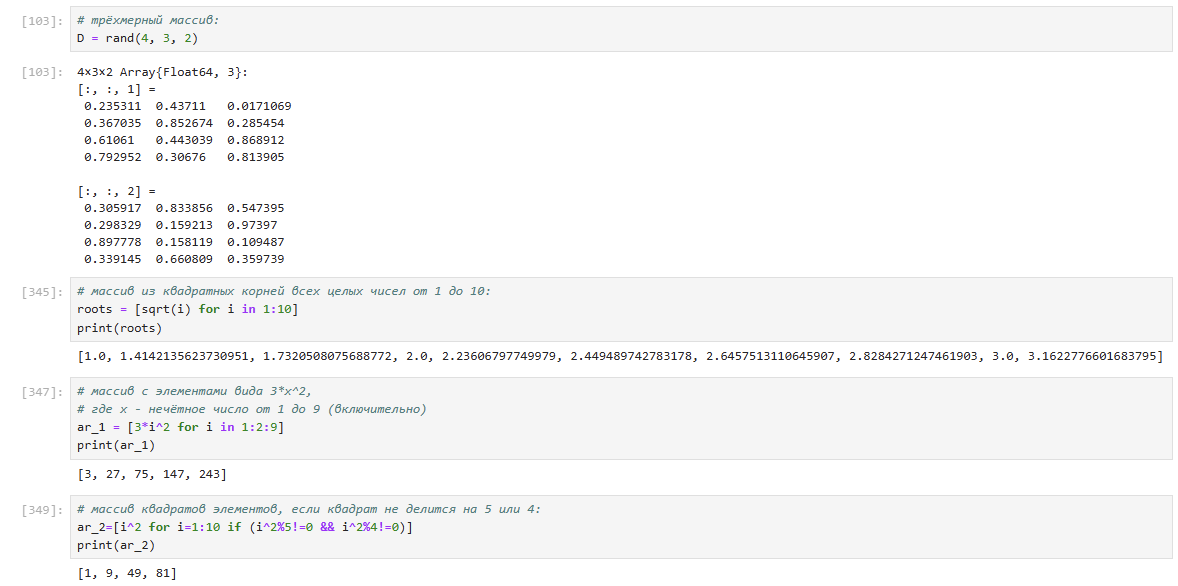 [103]: # трёхмерный массив:
D = rand(4, 3, 2)
[103]: 4×3×2 Array{Float64, 3}:
[:, :, 1] =
0.235311 0.43711 0.0171069
0.367035 0.852674 0.285454
0.61061 0.443039 0.868912
0.792952 0.30676 0.813905
[:, :, 2] =
0.305917 0.833856 0.547395
0.298329 0.159213 0.97397
0.897778 0.158119 0.109487
0.339145 0.660809 0.359739
[345]: # массив из квадратных корней всех целых чисел от 1 до 10:
roots = [sqrt(i) for i in 1:10]
print(roots)
[1.0, 1.4142135623730951, 1.7320508075688772, 2.0, 2.23606797749979, 2.449489742783178, 2.6457513110645907, 2.8284271247461903, 3.0, 3.1622776601683795]
[347]: # массив с элементами вида 3*x^2,
# где x - нечётное число от 1 до 9 (включительно)
ar_1 = [3*i^2 for i in 1:2:9]
print(ar_1)
[3, 27, 75, 147, 243]
[349]: # массив квадратов элементов, если квадрат не делится на 5 или 4:
ar_2=[i^2 for i=1:10 if (i^2%5!=0 && i^2%4!=0)]
print(ar_2)
[1, 9, 49, 81]